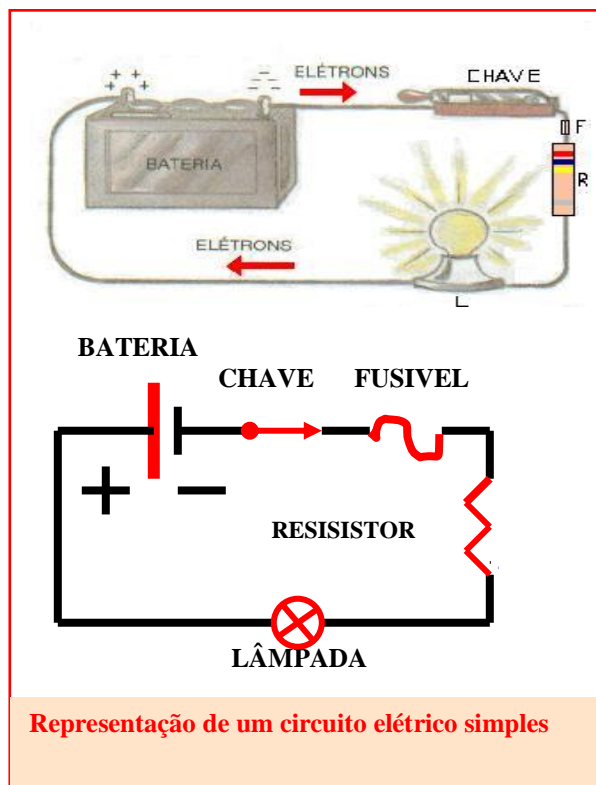 + + + +
– – – –
ELÉTRONS
CHAVE
F
BATERIA
R
ELÉTRONS
L
BATERIA
CHAVE FUSIVEL
+ –
RESISISTOR
LÂMPADA
Representação de um circuito elétrico simples